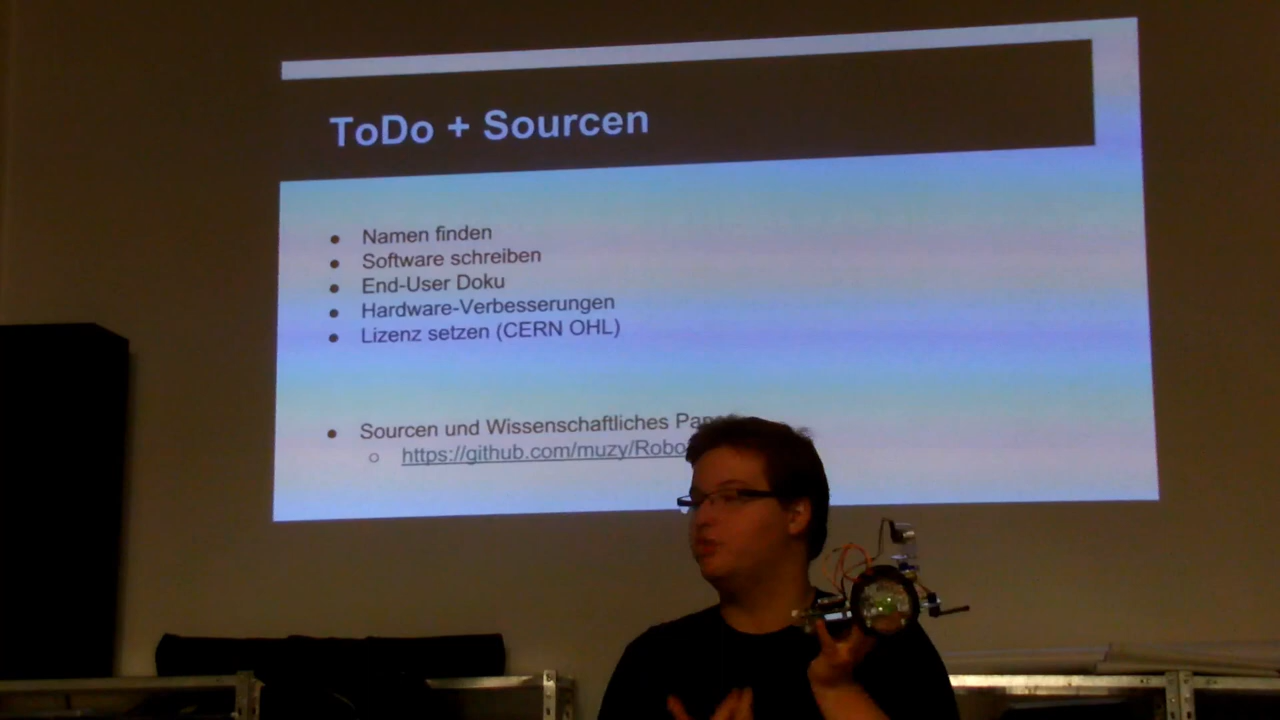 ToDo + Sourcen
● Namen finden
● Software schreiben
● End-User Doku
● Hardware-Verbesserungen
● Lizenz setzen (CERN OHL)
● Sourcen und Wissenschaftliches
○ https://github.com/muzy/Robo